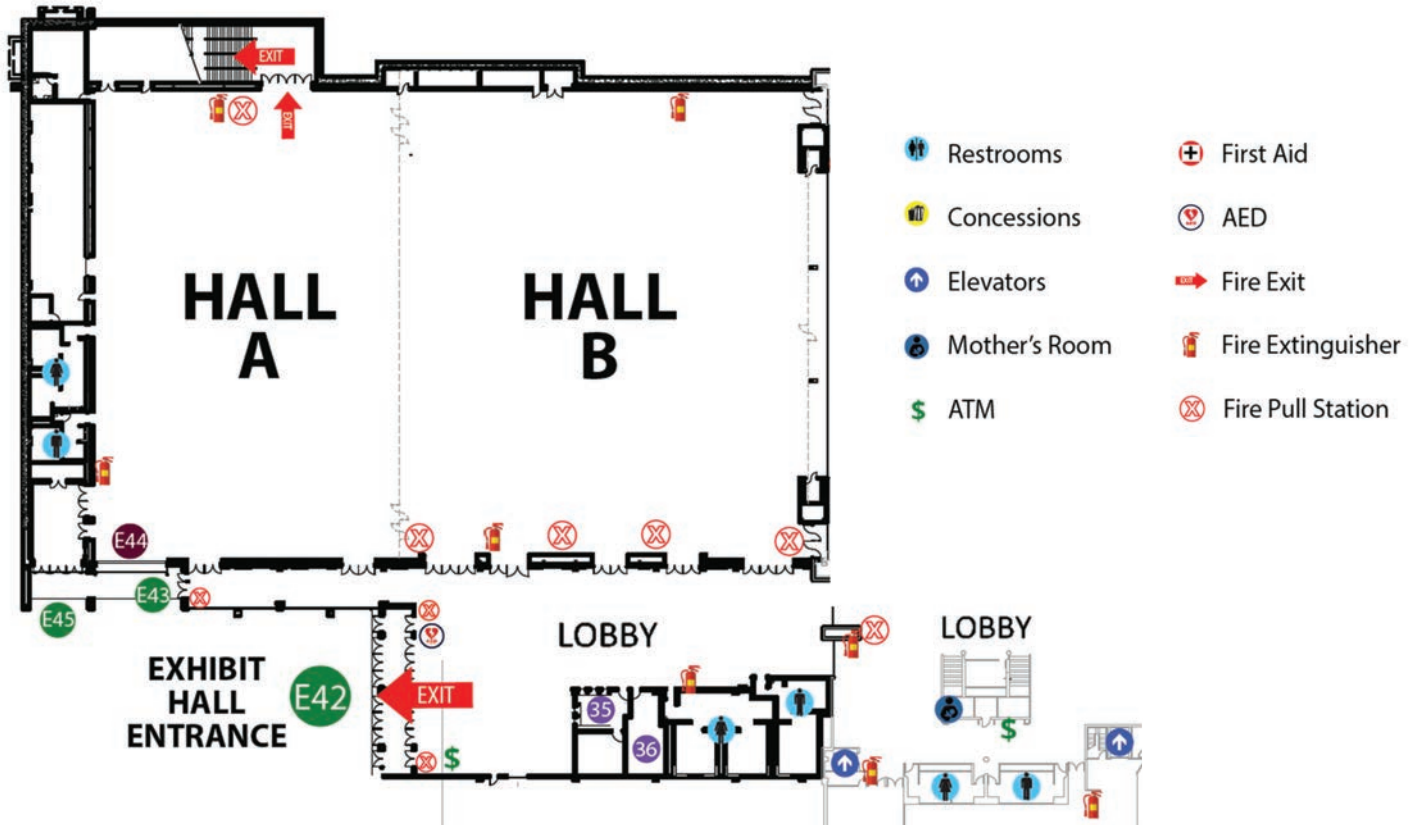 EXIT
EXIT
HALL
A
HALL
B
E44
E43
E45
EXHIBIT
HALL
ENTRANCE
E42
EXIT
LOBBY
35
36
$
LOBBY
$
Restrooms
Concessions
Elevators
Mother's Room
$ ATM
First Aid
AED
EXIT Fire Exit
Fire Extinguisher
Fire Pull Station